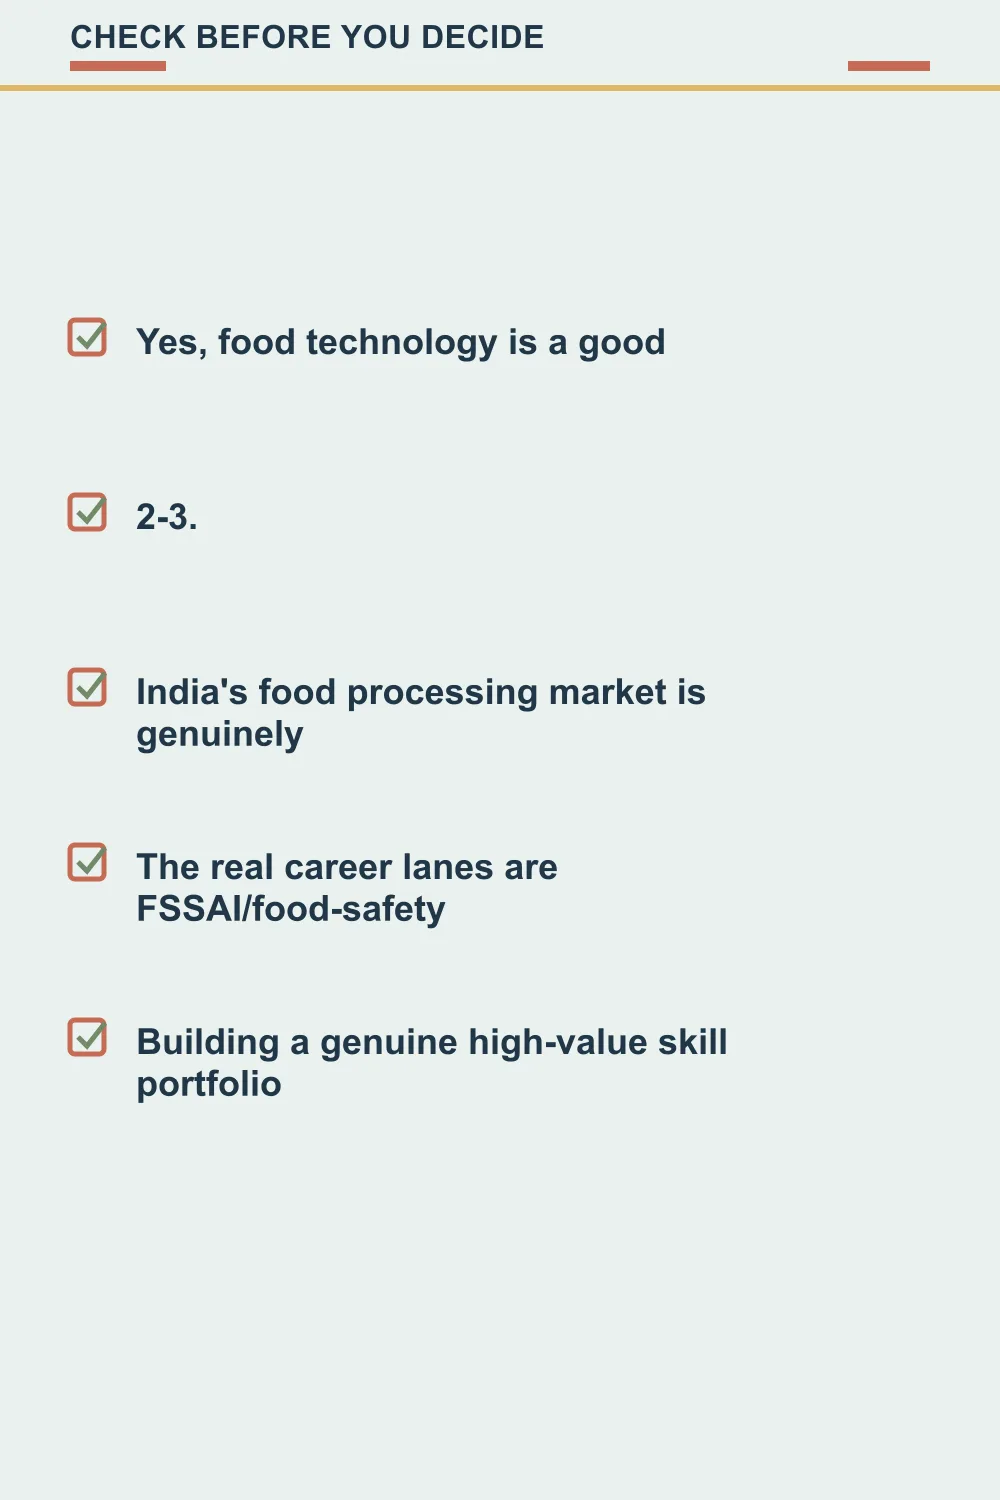 CHECK BEFORE YOU DECIDE
Yes, food technology is a good
2-3.
India's food processing market is
genuinely
The real career lanes are
FSSAI/food-safety
Building a genuine high-value skill
portfolio